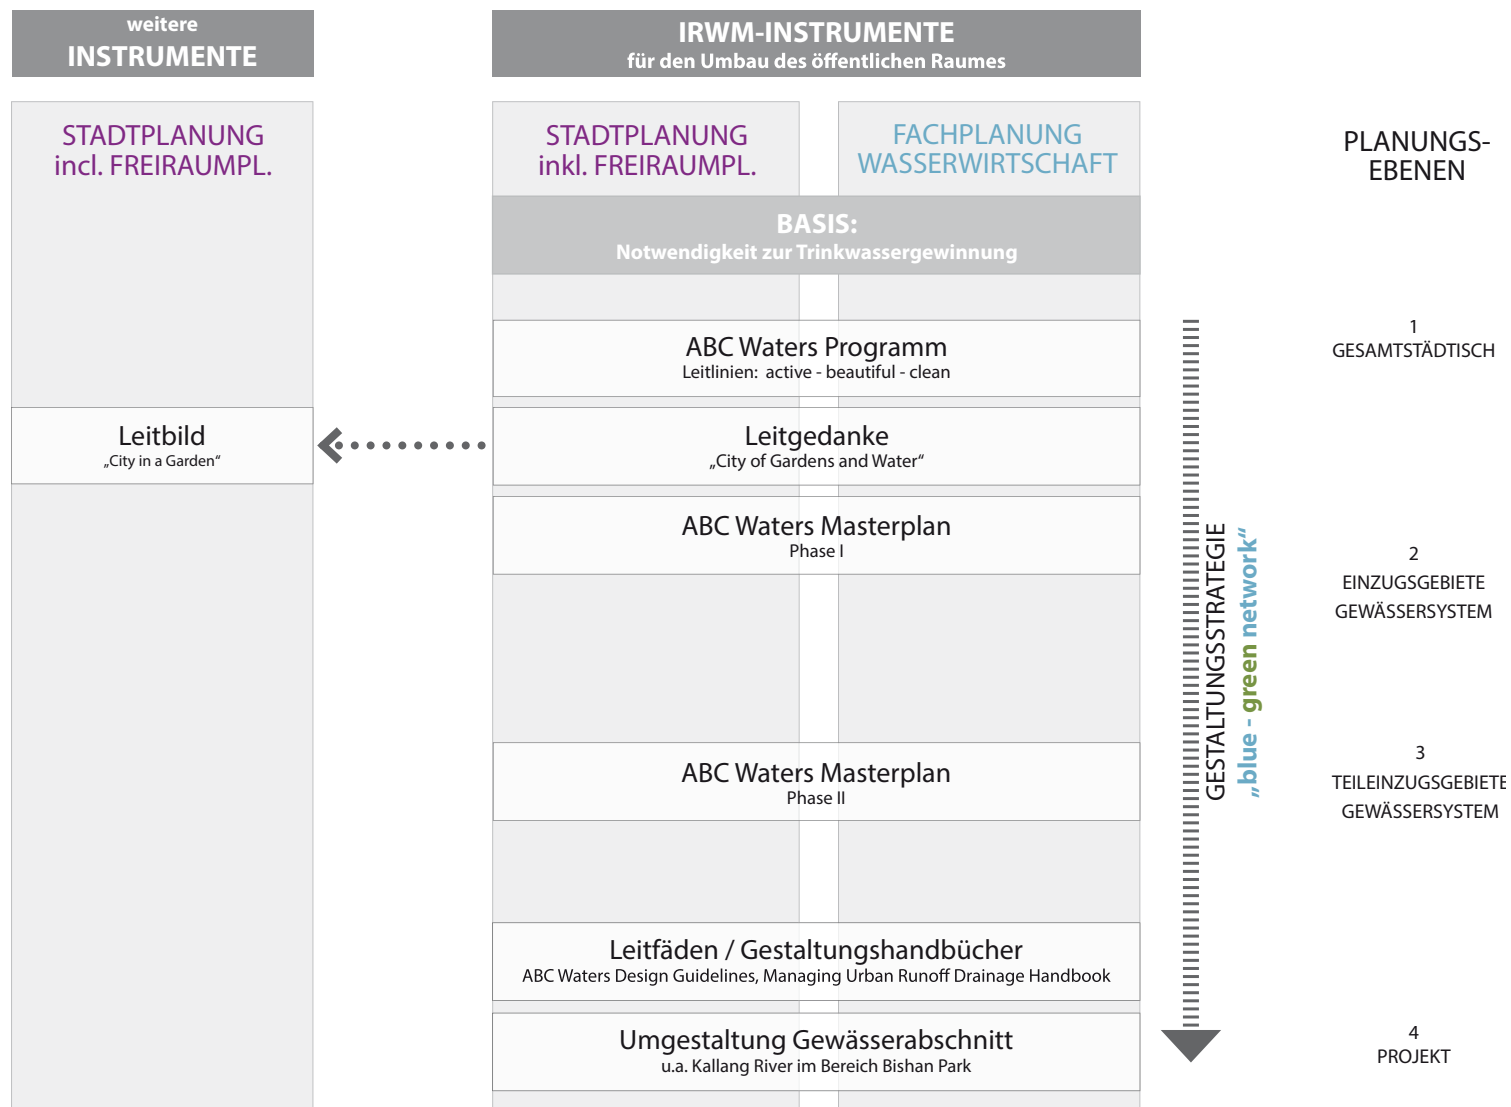 weitere
INSTRUMENTE
IRWM-INSTRUMENTE
für den Umbau des öffentlichen Raumes
STADTPLANUNG
incl. FREIRAUMPL.
STADTPLANUNG
inkl. FREIRAUMPL.
FACHPLANUNG
WASSERWIRTSCHAFT
PLANUNGS-
EBENEN
BASIS:
Notwendigkeit zur Trinkwassergewinnung
ABC Waters Programm
Leitlinien: active - beautiful - clean
1
GESAMTSTÄDTISCH
Leitbild
„City in a Garden“
Leitgedanke
„City of Gardens and Water“
ABC Waters Masterplan
Phase I
2
EINZUGSGEBIETE
GEWÄSSERSYSTEM
GESTALTUNGSSTRATEGIE
„blue - green network“
ABC Waters Masterplan
Phase II
3
TEILEINZUGSGEBIETE
GEWÄSSERSYSTEM
Leitfäden / Gestaltungshandbücher
ABC Waters Design Guidelines, Managing Urban Runoff Drainage Handbook
Umgestaltung Gewässerabschnitt
u.a. Kallang River im Bereich Bishan Park
4
PROJEKT